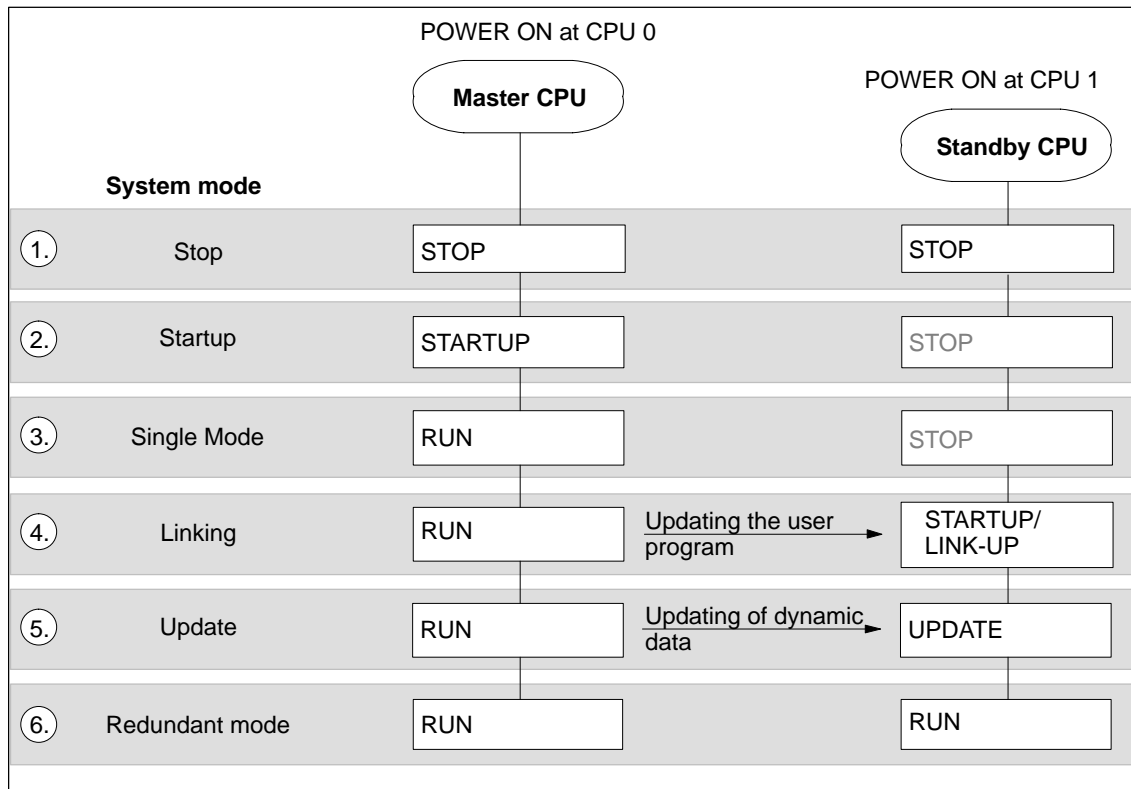 POWER ON at CPU 0
Master CPU
POWER ON at CPU 1
Standby CPU
System mode
1. Stop STOP STOP
2. Startup STARTUP STOP
3. Single Mode RUN STOP
4. Linking RUN Updating the user
program STARTUP/
LINK-UP
5. Update RUN Updating of dynamic
data UPDATE
6. Redundant mode RUN RUN